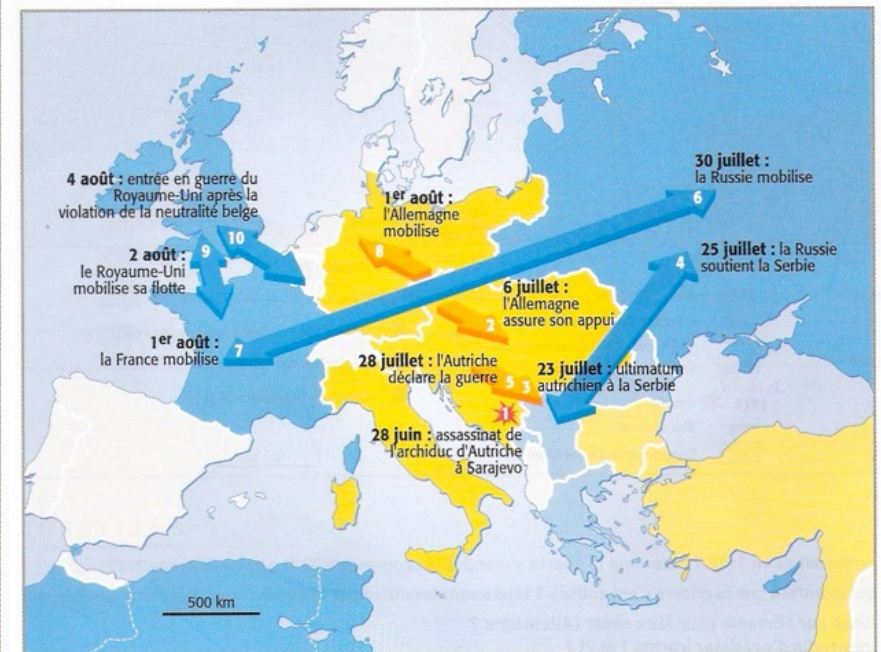 4 août : entrée en guerre du
Royaume-Uni après la
violation de la neutralité belge
2 août :
le Royaume-Uni
mobilise sa flotte
1er août :
la France mobilise
1er août :
l'Allemagne
mobilise
30 juillet :
la Russie mobilise
25 juillet : la Russie
soutient la Serbie
6 juillet :
l'Allemagne
assure son appui
28 juillet : l'Autriche
déclare la guerre
23 juillet : ultimatum
autrichien à la Serbie
28 juin : assassinat de
l'archiduc d'Autriche
à Sarajevo
10
9
8
7
6
4
2
5
3
1
500 km